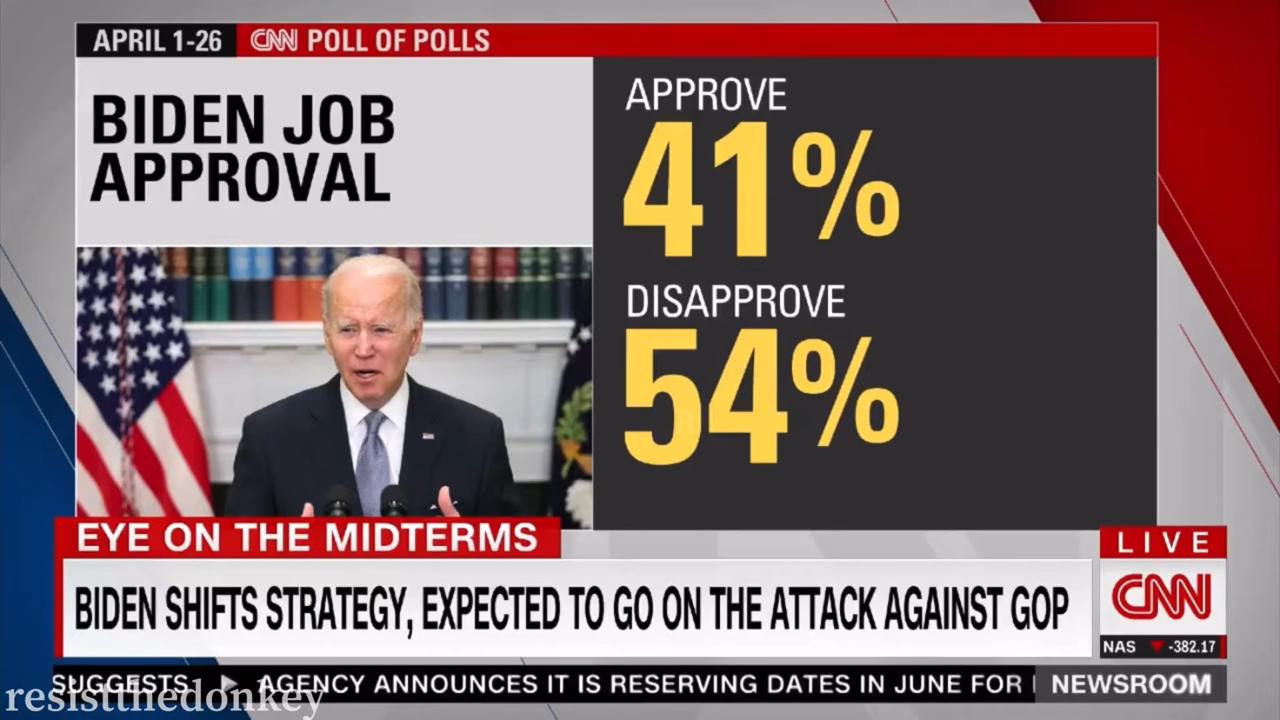 APRIL 1-26 CNN POLL OF POLLS
BIDEN JOB
APPROVAL
APPROVE
41%
DISAPPROVE
54%
EYE ON THE MIDTERMS
BIDEN SHIFTS STRATEGY, EXPECTED TO GO ON THE ATTACK AGAINST GOP
LIVE
CNN
NAS ▼ -382.17
SUGGESTS ▶ AGENCY ANNOUNCES IT IS RESERVING DATES IN JUNE FOR
NEWSROOM
resistthedonkey